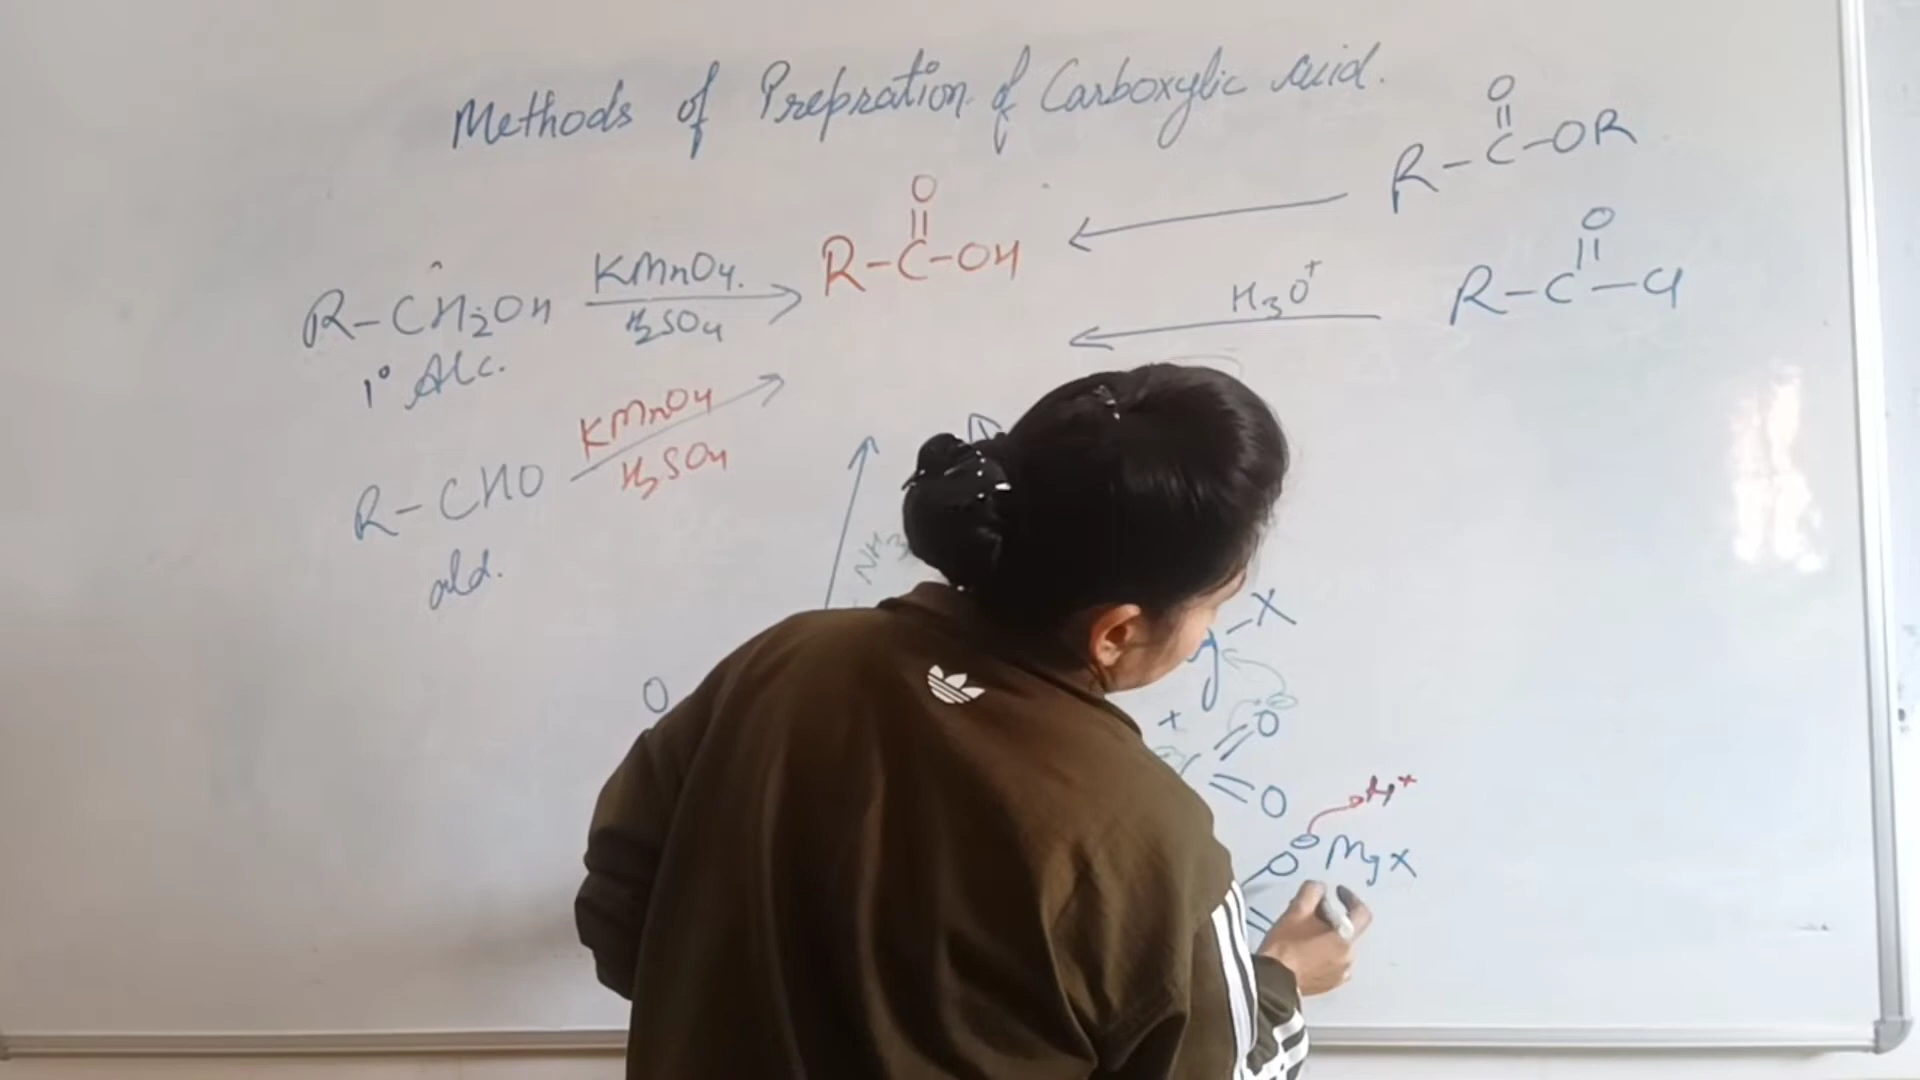 Methods of Prepration of Carboxylic acid.
O
||
R-C-OR
O
||
R-C-OH
R-CH2OH
KMnO4.
H2SO4
1° Alc.
H3O+
O
||
R-C-Cl
R-CHO
KMnO4
H2SO4
ald.
NH3
-X
O
+
O
O
O MgX